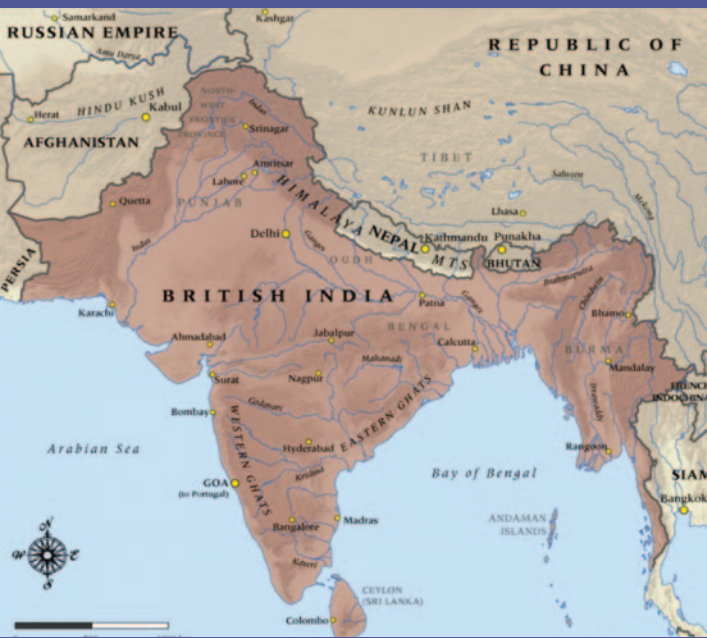 Samarkand
Kashgar
RUSSIAN EMPIRE
REPUBLIC OF
CHINA
Amu Darya
HINDU KUSH
Herat
Kabul
AFGHANISTAN
NORTH-
WEST
FRONTIER
PROVINCE
Indus
Srinagar
KUNLUN SHAN
TIBET
Salween
Mekong
Amritsar
Lahore
PUNJAB
Quetta
HIMALAYA
MTS
Lhasa
PERSIA
Indus
Delhi
Ganges
NEPAL
Kathmandu
Punakha
OUDH
BHUTAN
Brahmaputra
Chindwin
BRITISH INDIA
Karachi
Patna
Ganges
Bhamo
Ahmadabad
Jabalpur
BENGAL
Calcutta
BURMA
Mahanadi
Mandalay
Surat
Nagpur
FRENCH
INDOCHINA
Bombay
Godavari
WESTERN GHATS
EASTERN GHATS
Irrawaddy
Arabian Sea
Hyderabad
Rangoon
Krishna
Bay of Bengal
SIAM
GOA
(to Portugal)
Bangkok
Bangalore
Madras
ANDAMAN
ISLANDS
N
W
E
S
Kaveri
CEYLON
(SRI LANKA)
Colombo